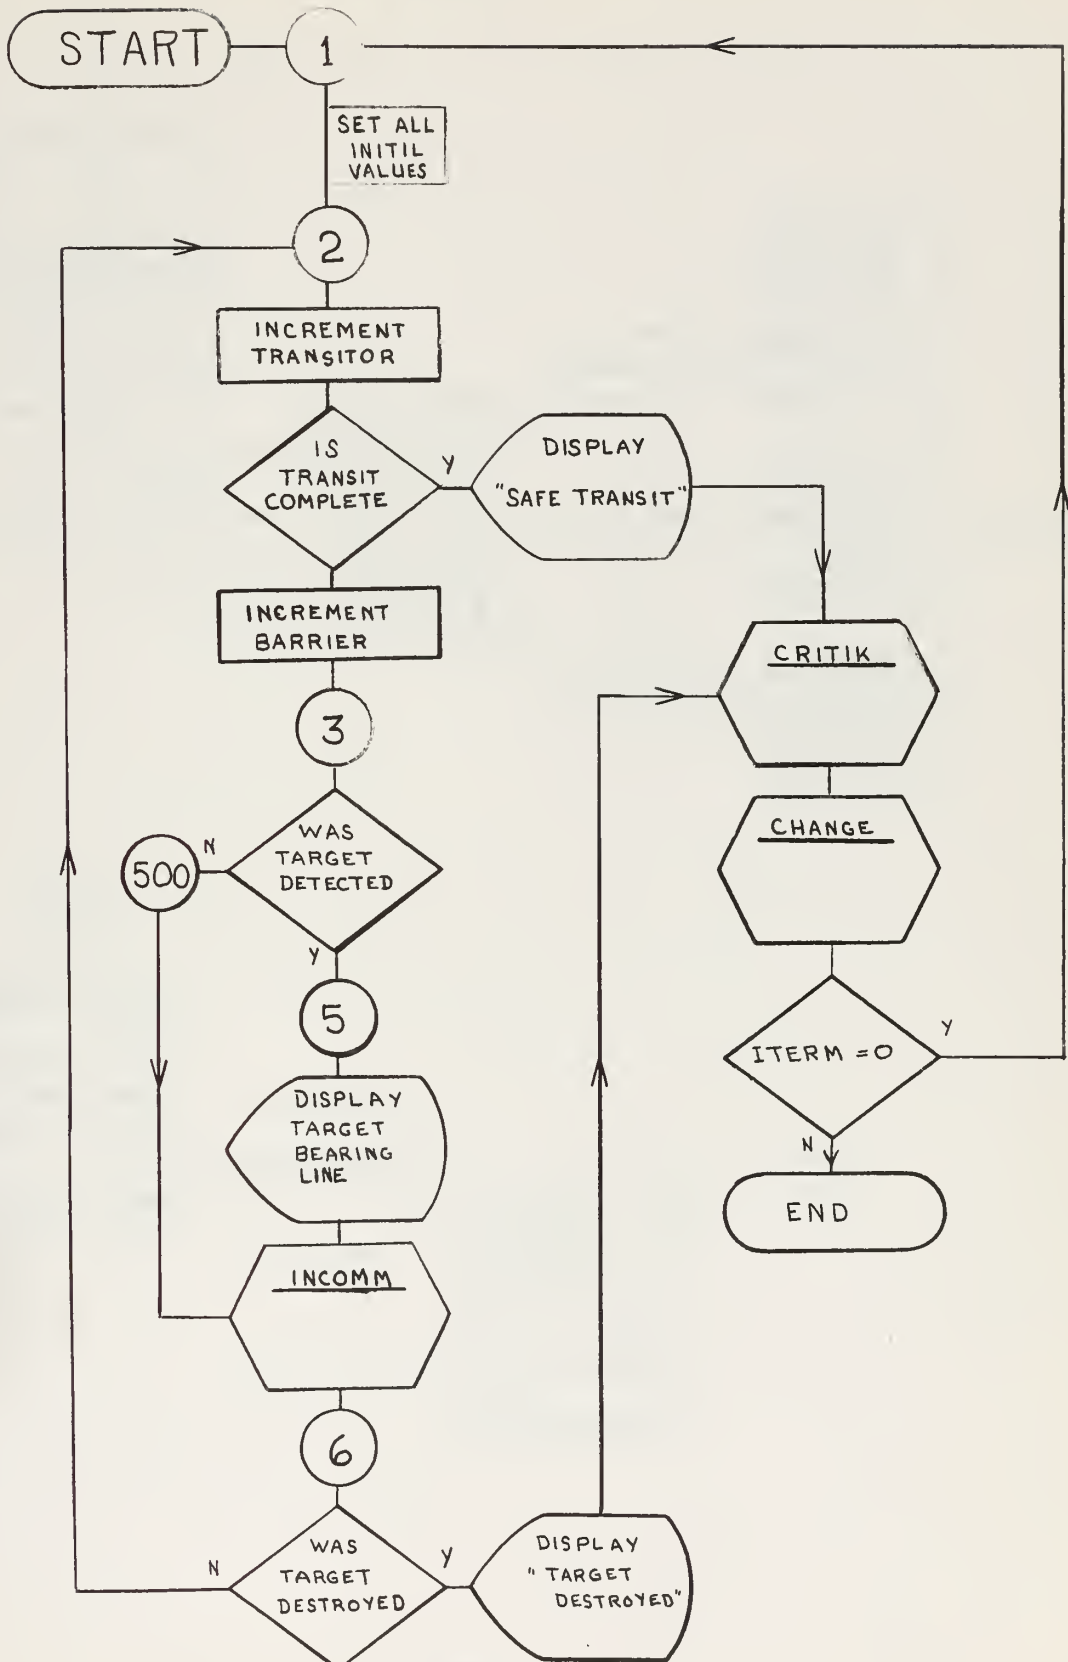 START
1
SET ALL
INITIL
VALUES
2
INCREMENT
TRANSITOR
IS
TRANSIT
COMPLETE
Y
DISPLAY
"SAFE TRANSIT"
INCREMENT
BARRIER
CRITIK
3
CHANGE
WAS
TARGET
DETECTED
N
500
Y
5
ITERM = 0
Y
N
END
DISPLAY
TARGET
BEARING
LINE
INCOMM
6
WAS
TARGET
DESTROYED
N
Y
DISPLAY
" TARGET
DESTROYED"